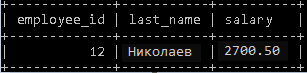 employee_id | last_name | salary
12 | Николаев | 2700.50